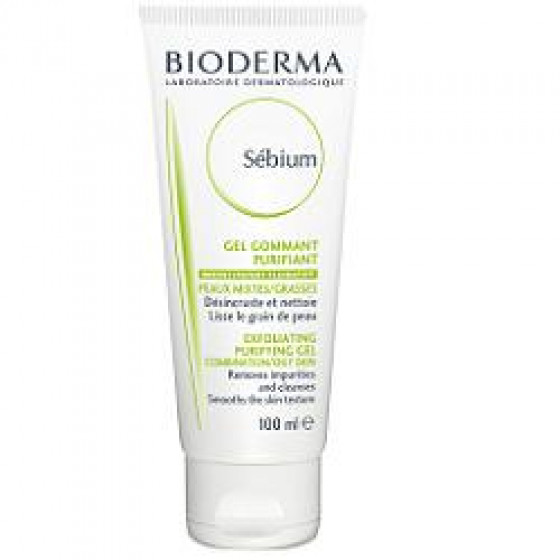 BIODERMA
LABORATOIRE DERMATOLOGIQUE
Sébium
GEL GOMMANT
PURIFIANT
PEAUX MIXTES/GRASSES
Désincruste et nettoie
Lisse le grain de peau
EXFOLIATING
PURIFYING GEL
COMBINATION/OILY SKIN
Removes impurities
and cleanses
Smooths the skin texture
100 ml e